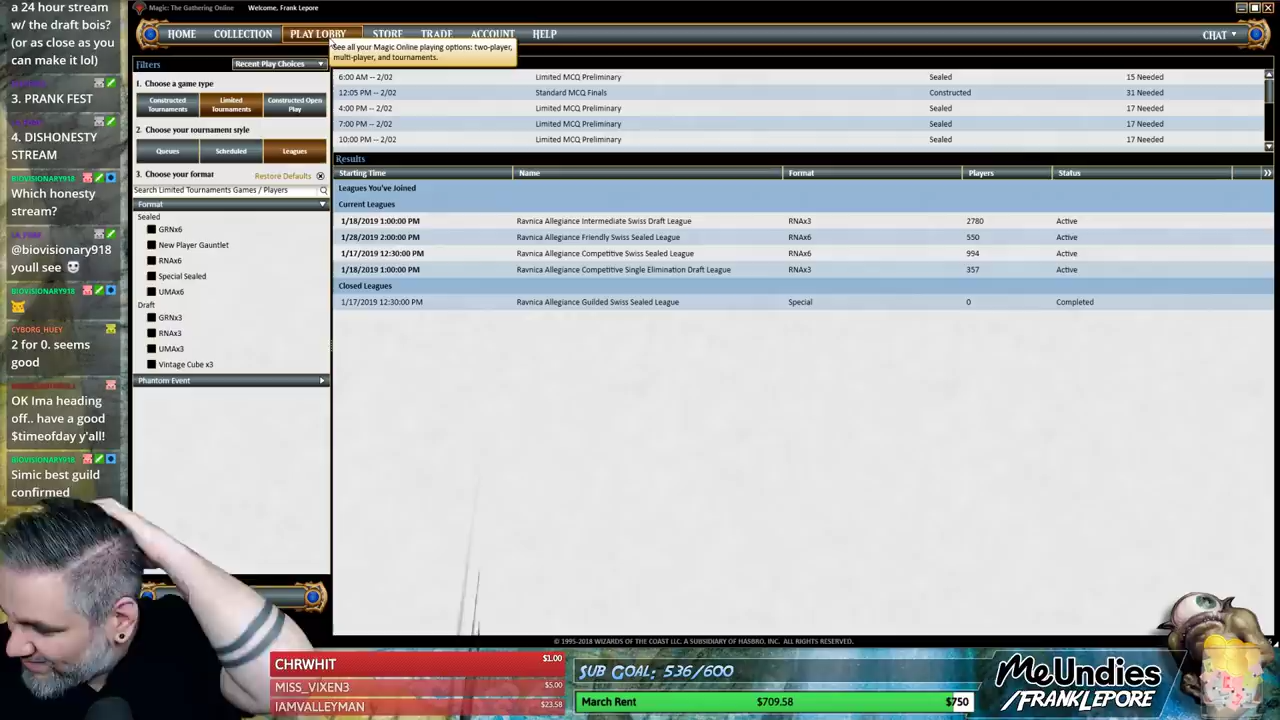 Magic: The Gathering Online
Welcome, Frank Lepore
HOME COLLECTION PLAY LOBBY STORE TRADE ACCOUNT HELP
CHAT
See all your Magic Online playing options: two-player,
multi-player, and tournaments.
a 24 hour stream
w/ their drafts?
(or as close as you
can make it lol)
3. PRANK FEST
4. DISHONESTY
STREAM
BIOVISIONARY918
Which honesty
stream?
@biovisionary918
youll see
BIOVISIONARY918
CYBORG_HUEY
2 for 0. seems
good
OK Ima heading
off.. have a good
$timeofday y'all!
BIOVISIONARY918
Simic best guild
confirmed
Filters
Recent Play Choices
1. Choose a game type
Constructed
Tournaments
Limited
Tournaments
Constructed Open
Play
2. Choose your tournament style
Queues
Scheduled
Leagues
3. Choose your format
Restore Defaults
Search Limited Tournaments Games / Players
Format
Sealed
GRNx6
New Player Gauntlet
RNAx6
Special Sealed
UMAx6
Draft
GRNx3
RNAx3
UMAx3
Vintage Cube x3
Phantom Event
6:00 AM -- 2/02 Limited MCQ Preliminary Sealed 15 Needed
12:05 PM -- 2/02 Standard MCQ Finals Constructed 31 Needed
4:00 PM -- 2/02 Limited MCQ Preliminary Sealed 17 Needed
7:00 PM -- 2/02 Limited MCQ Preliminary Sealed 17 Needed
10:00 PM -- 2/02 Limited MCQ Preliminary Sealed 17 Needed
Results
Starting Time Name Format Players Status
Leagues You've Joined
Current Leagues
1/18/2019 1:00:00 PM Ravnica Allegiance Intermediate Swiss Draft League RNAx3 2780 Active
1/28/2019 2:00:00 PM Ravnica Allegiance Friendly Swiss Sealed League RNAx6 550 Active
1/17/2019 12:30:00 PM Ravnica Allegiance Competitive Swiss Sealed League RNAx6 994 Active
1/18/2019 1:00:00 PM Ravnica Allegiance Competitive Single Elimination Draft League RNAx3 357 Active
Closed Leagues
1/17/2019 12:30:00 PM Ravnica Allegiance Guilded Swiss Sealed League Special 0 Completed
© 1995-2018 WIZARDS OF THE COAST LLC. A SUBSIDIARY OF HASBRO, INC. ALL RIGHTS RESERVED.
CHRWHIT $1.00
MISS_VIXEN3 $5.00
IAMVALLEYMAN $23.58
SUB GOAL: 536/600
March Rent $709.58 $750
MeUndies
/FRANKLEPORE